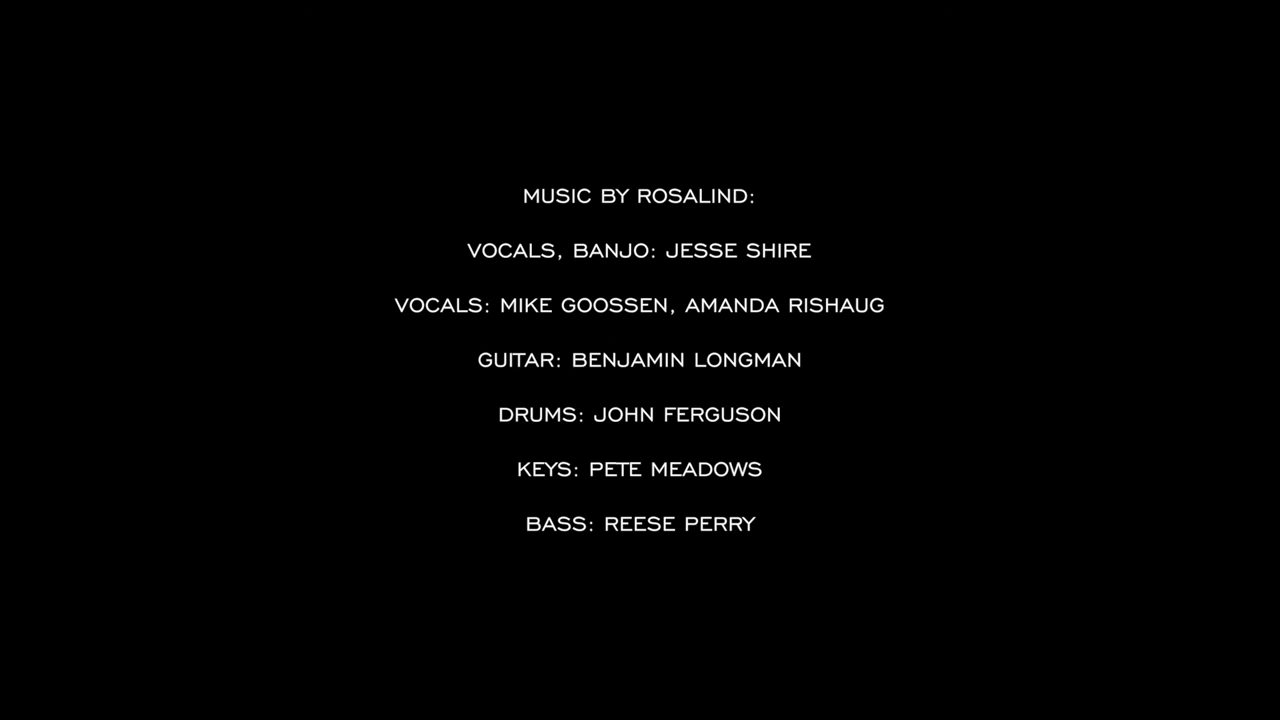 MUSIC BY ROSALIND:
VOCALS, BANJO: JESSE SHIRE
VOCALS: MIKE GOOSSEN, AMANDA RISHAUG
GUITAR: BENJAMIN LONGMAN
DRUMS: JOHN FERGUSON
KEYS: PETE MEADOWS
BASS: REESE PERRY